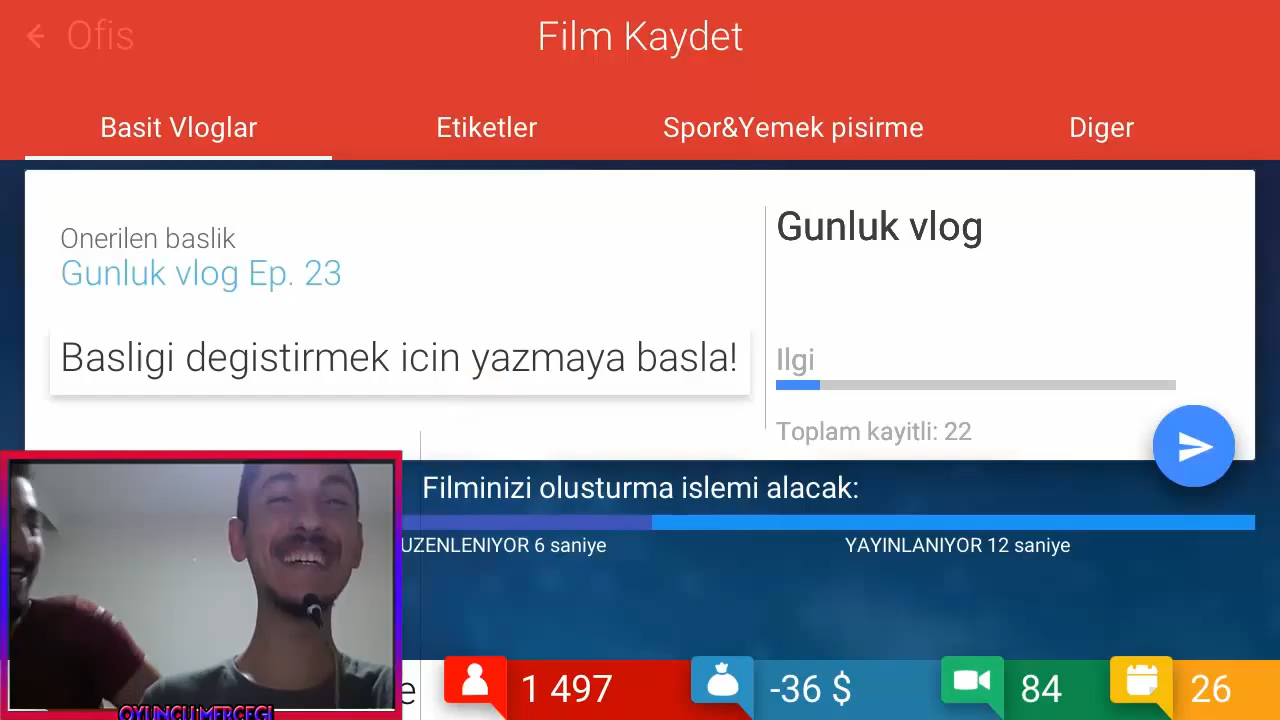 Ofis
Film Kaydet
Basit Vloglar
Etiketler
Spor&Yemek pisirme
Diger
Onerilen baslik
Gunluk vlog Ep. 23
Basligi degistirmek icin yazmaya basla!
Gunluk vlog
Ilgi
Toplam kayitli: 22
Filminizi olusturma islemi alacak:
UZENLENIYOR 6 saniye
YAYINLANIYOR 12 saniye
e
1 497
-36 $
84
26
OYUNCU MERCEGI